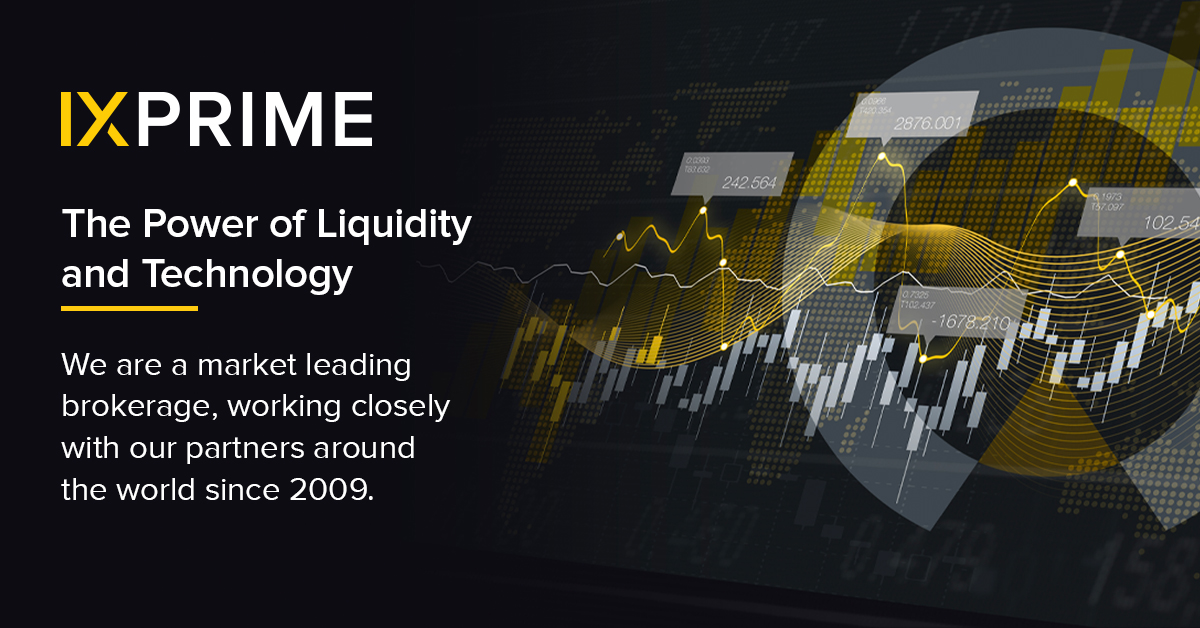 IXPRIME
The Power of Liquidity
and Technology
We are a market leading
brokerage, working closely
with our partners around
the world since 2009.
242.564
2876.001
102.54
-1678.210